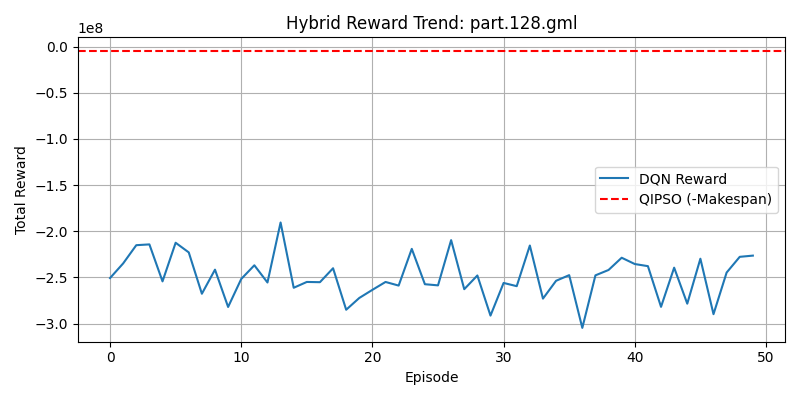 Hybrid Reward Trend: part.128.gml
1e8
0.0
−0.5
−1.0
−1.5
−2.0
−2.5
−3.0
Total Reward
DQN Reward
QIPSO (-Makespan)
0
10
20
30
40
50
Episode